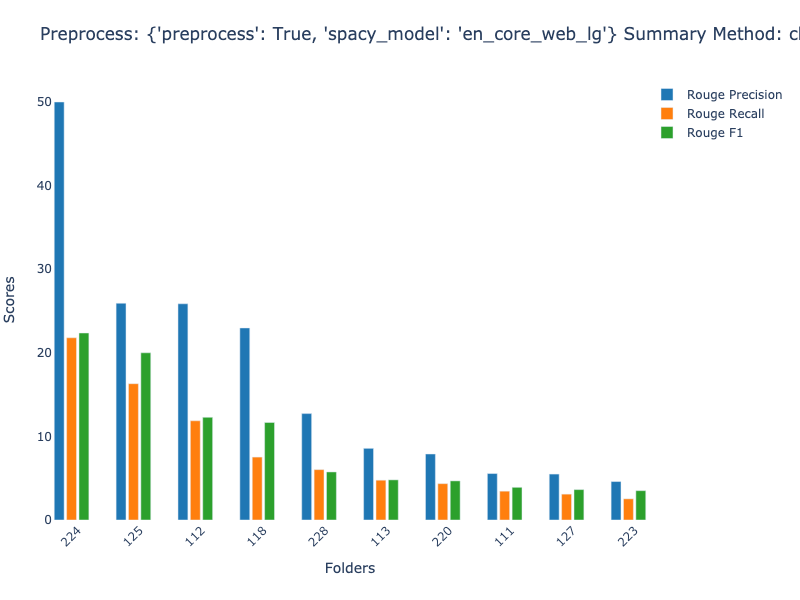 Preprocess: {'preprocess': True, 'spacy_model': 'en_core_web_lg'} Summary Method:
Rouge Precision
Rouge Recall
Rouge F1
50
40
30
20
10
0
Scores
224 125 112 118 228 113 220 111 127 223
Folders